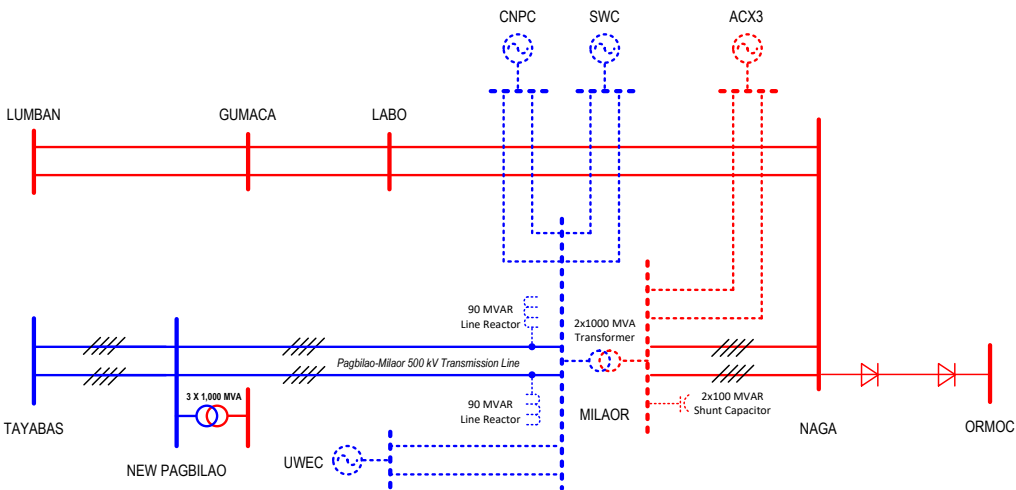 CNPC
SWC
ACX3
LUMBAN
GUMACA
LABO
90 MVAR
Line Reactor
2x1000 MVA
Transformer
Pagbilao-Milaor 500 kV Transmission Line
3 X 1,000 MVA
90 MVAR
Line Reactor
MILAOR
2x100 MVAR
Shunt Capacitor
TAYABAS
NAGA
ORMOC
NEW PAGBILAO
UWEC